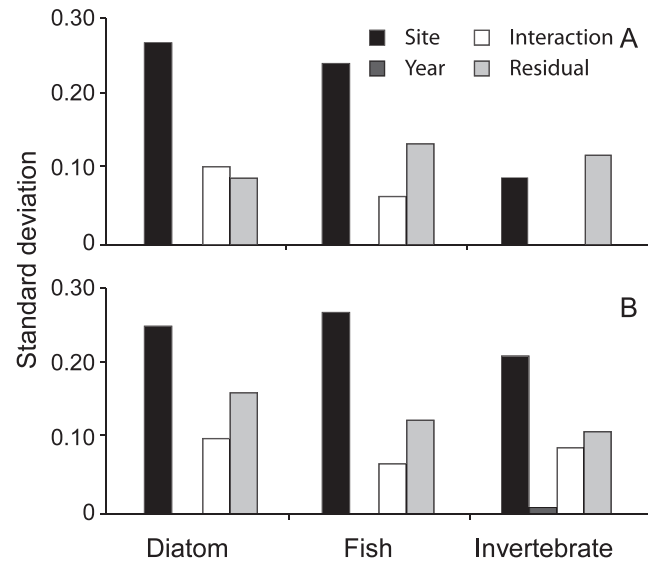 0.30
Site
Interaction
A
Year
Residual
0.20
0.10
0
Standard deviation
0.30
B
0.20
0.10
0
Diatom
Fish
Invertebrate